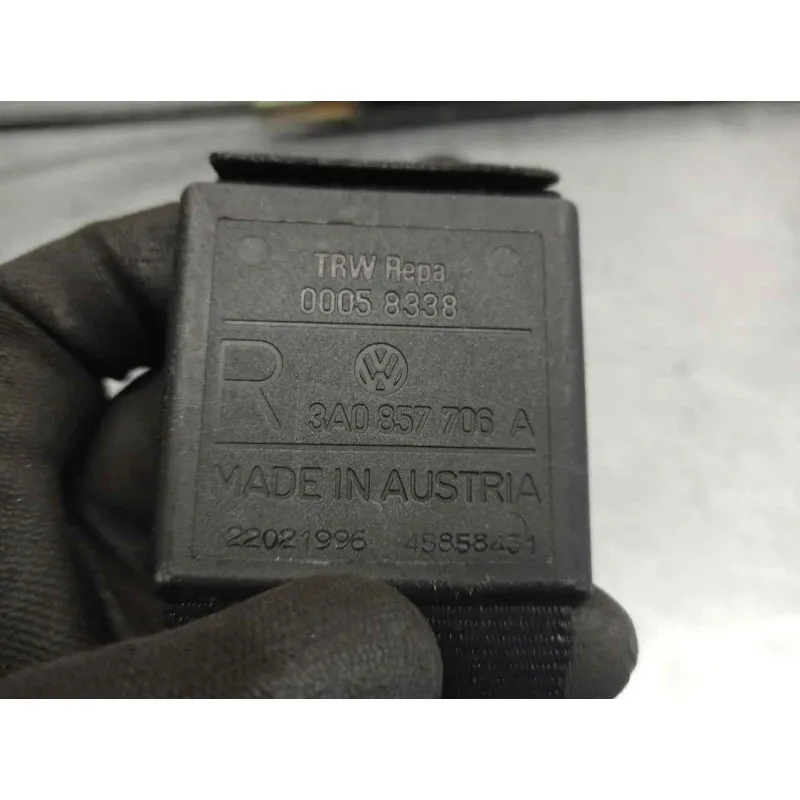 TRW Repa
0005 8338
R
3A0 857 706 A
MADE IN AUSTRIA
22021996 45858431